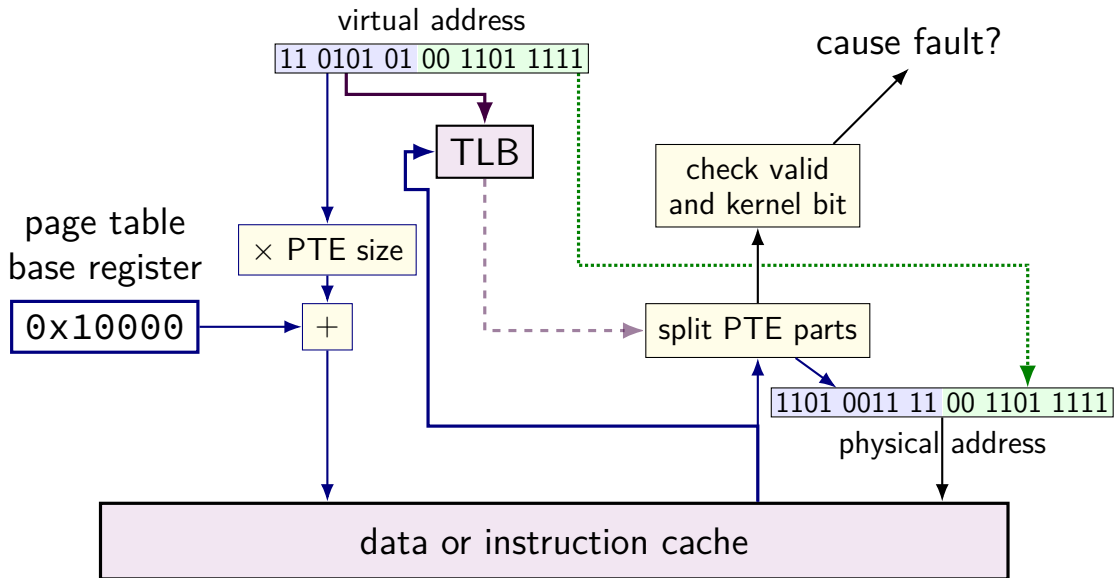 virtual address
11 0101 01 00 1101 1111
cause fault?
TLB
check valid
and kernel bit
page table
base register
× PTE size
0x10000
+
split PTE parts
1101 0011 11 00 1101 1111
physical address
data or instruction cache